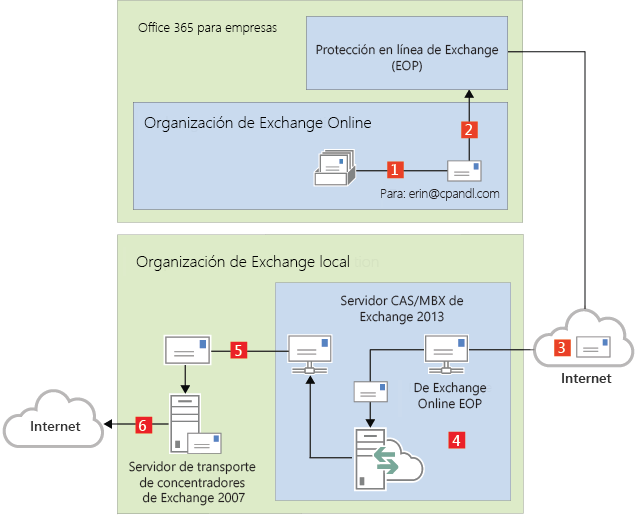 Office 365 para empresas
Protección en línea de Exchange
(EOP)
Organización de Exchange Online
2
1
Para: erin@cpandl.com
Organización de Exchange local
Servidor CAS/MBX de
Exchange 2013
3
Internet
5
De Exchange
Online EOP
4
6
Internet
Servidor de transporte
de concentradores
de Exchange 2007